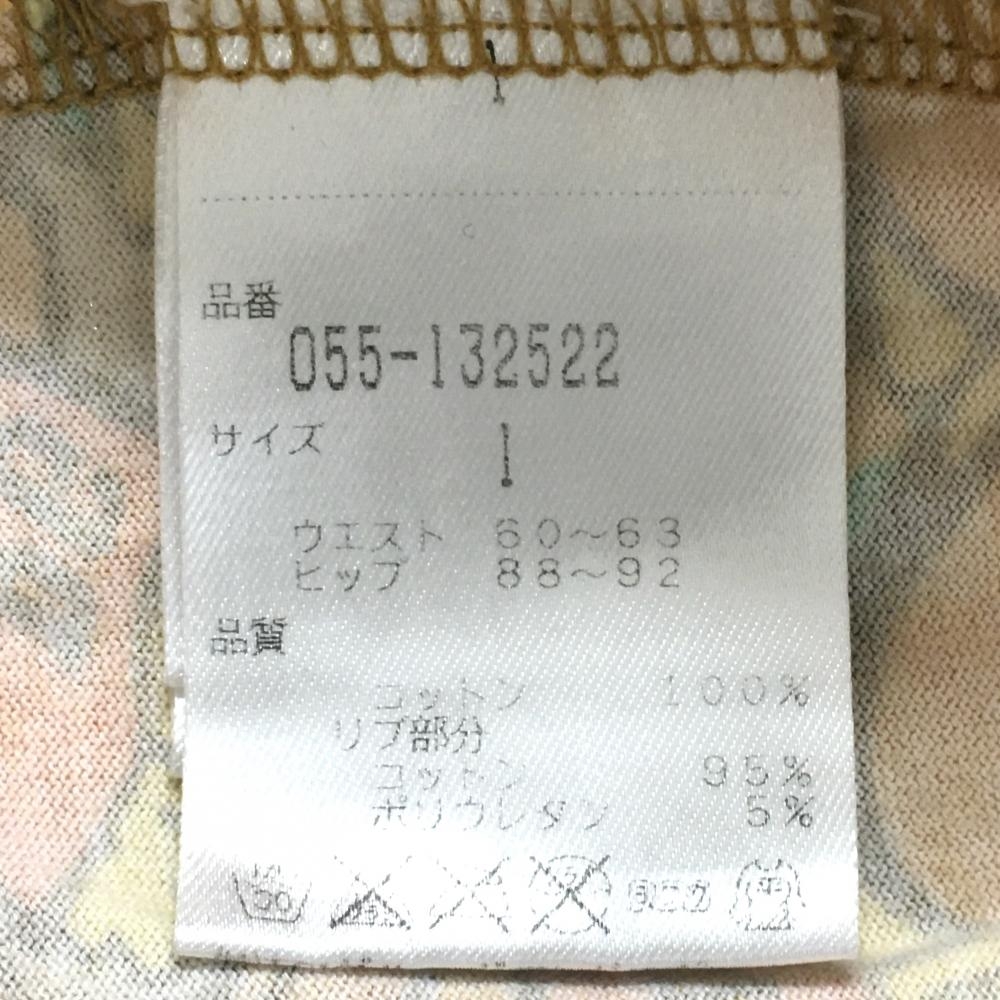 品番
055-132522
サイズ 1
ウエスト 60～63
ヒップ 88～92
品質
コットン 100%
リブ部分
コットン 95%
ポリウレタン 5%